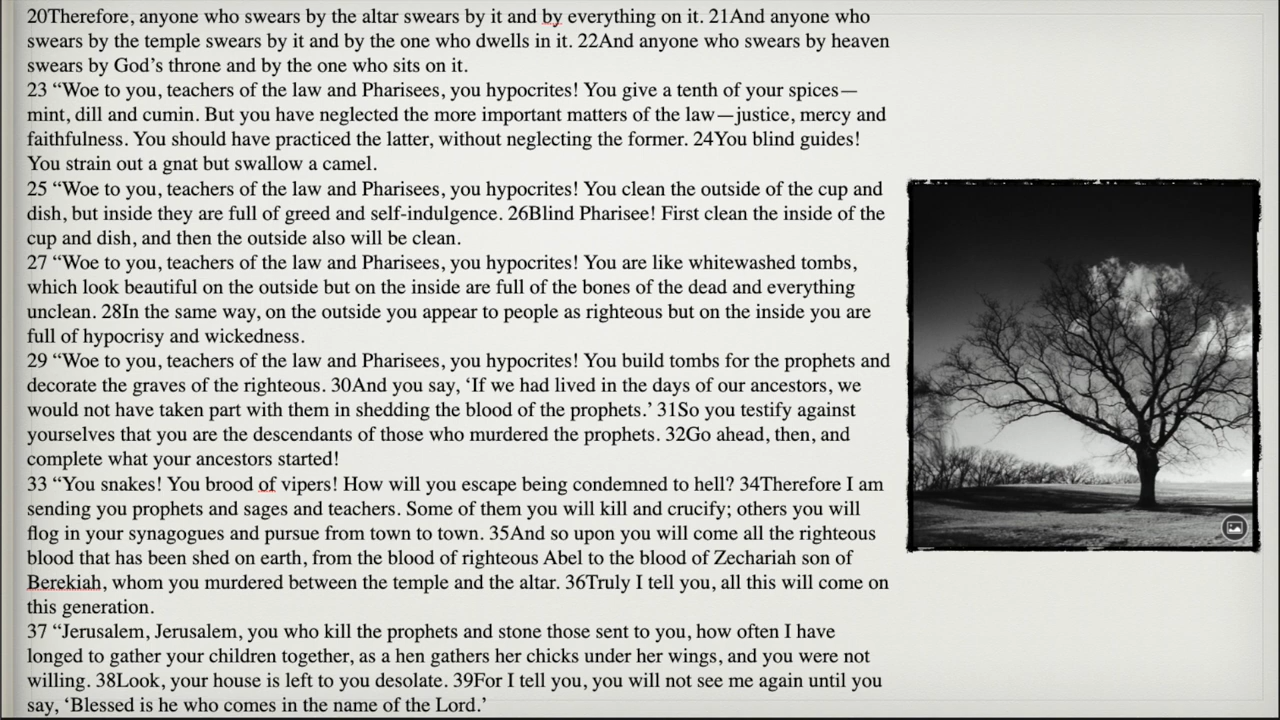 20Therefore, anyone who swears by the altar swears by it and by everything on it. 21And anyone who
swears by the temple swears by it and by the one who dwells in it. 22And anyone who swears by heaven
swears by God’s throne and by the one who sits on it.
23 “Woe to you, teachers of the law and Pharisees, you hypocrites! You give a tenth of your spices—
mint, dill and cumin. But you have neglected the more important matters of the law—justice, mercy and
faithfulness. You should have practiced the latter, without neglecting the former. 24You blind guides!
You strain out a gnat but swallow a camel.
25 “Woe to you, teachers of the law and Pharisees, you hypocrites! You clean the outside of the cup and
dish, but inside they are full of greed and self-indulgence. 26Blind Pharisee! First clean the inside of the
cup and dish, and then the outside also will be clean.
27 “Woe to you, teachers of the law and Pharisees, you hypocrites! You are like whitewashed tombs,
which look beautiful on the outside but on the inside are full of the bones of the dead and everything
unclean. 28In the same way, on the outside you appear to people as righteous but on the inside you are
full of hypocrisy and wickedness.
29 “Woe to you, teachers of the law and Pharisees, you hypocrites! You build tombs for the prophets and
decorate the graves of the righteous. 30And you say, ‘If we had lived in the days of our ancestors, we
would not have taken part with them in shedding the blood of the prophets.’ 31So you testify against
yourselves that you are the descendants of those who murdered the prophets. 32Go ahead, then, and
complete what your ancestors started!
33 “You snakes! You brood of vipers! How will you escape being condemned to hell? 34Therefore I am
sending you prophets and sages and teachers. Some of them you will kill and crucify; others you will
flog in your synagogues and pursue from town to town. 35And so upon you will come all the righteous
blood that has been shed on earth, from the blood of righteous Abel to the blood of Zechariah son of
Berekiah, whom you murdered between the temple and the altar. 36Truly I tell you, all this will come on
this generation.
37 “Jerusalem, Jerusalem, you who kill the prophets and stone those sent to you, how often I have
longed to gather your children together, as a hen gathers her chicks under her wings, and you were not
willing. 38Look, your house is left to you desolate. 39For I tell you, you will not see me again until you
say, ‘Blessed is he who comes in the name of the Lord.’